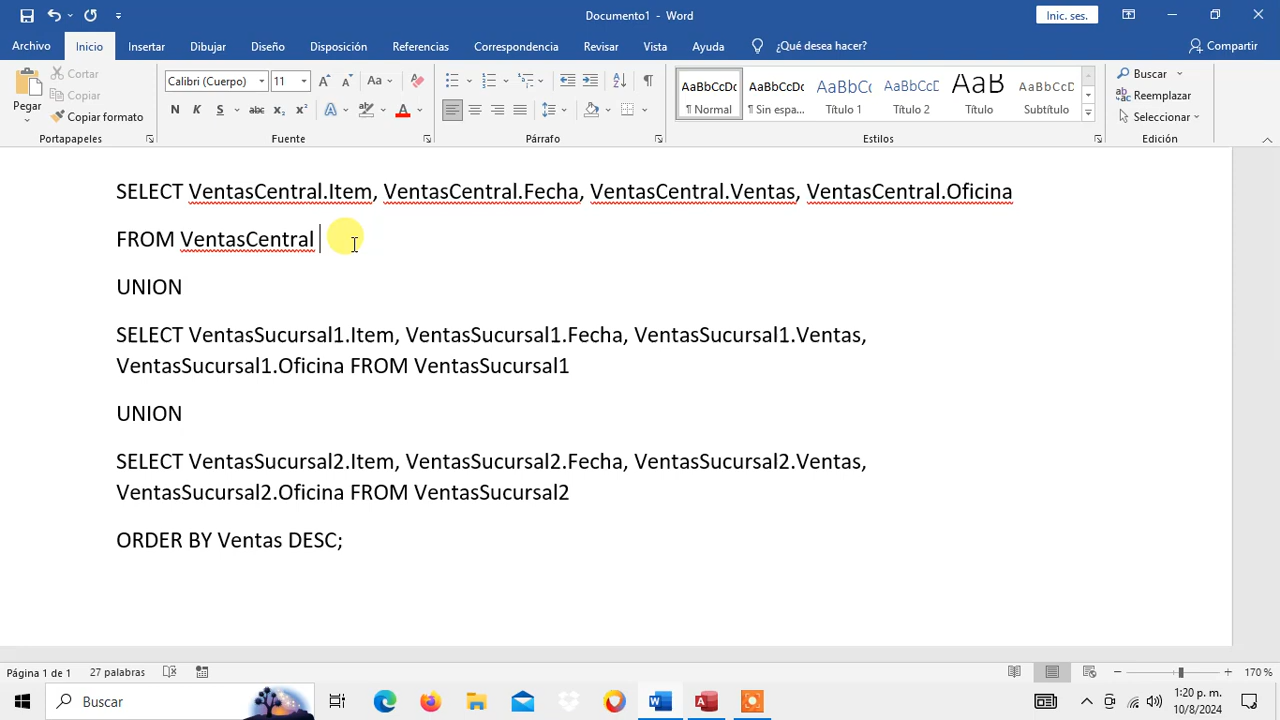 Documento1 - Word
Inic. ses.
Archivo
Inicio
Insertar
Dibujar
Diseño
Disposición
Referencias
Correspondencia
Revisar
Vista
Ayuda
¿Qué desea hacer?
Compartir
Pegar
Cortar
Copiar
Copiar formato
Portapapeles
Calibri (Cuerpo)
11
Aa
N K S abc x₂ x²
Fuente
Párrafo
AaBbCcDc
¶ Normal
AaBbCcDc
¶ Sin espa...
AaBbCc
Título 1
AaBbCcD
Título 2
AaB
Título
AaBbCcD
Subtítulo
Estilos
Buscar
Reemplazar
Seleccionar
Edición
SELECT VentasCentral.Item, VentasCentral.Fecha, VentasCentral.Ventas, VentasCentral.Oficina
FROM VentasCentral
UNION
SELECT VentasSucursal1.Item, VentasSucursal1.Fecha, VentasSucursal1.Ventas,
VentasSucursal1.Oficina FROM VentasSucursal1
UNION
SELECT VentasSucursal2.Item, VentasSucursal2.Fecha, VentasSucursal2.Ventas,
VentasSucursal2.Oficina FROM VentasSucursal2
ORDER BY Ventas DESC;
Página 1 de 1
27 palabras
170 %
Buscar
1:20 p. m.
10/8/2024